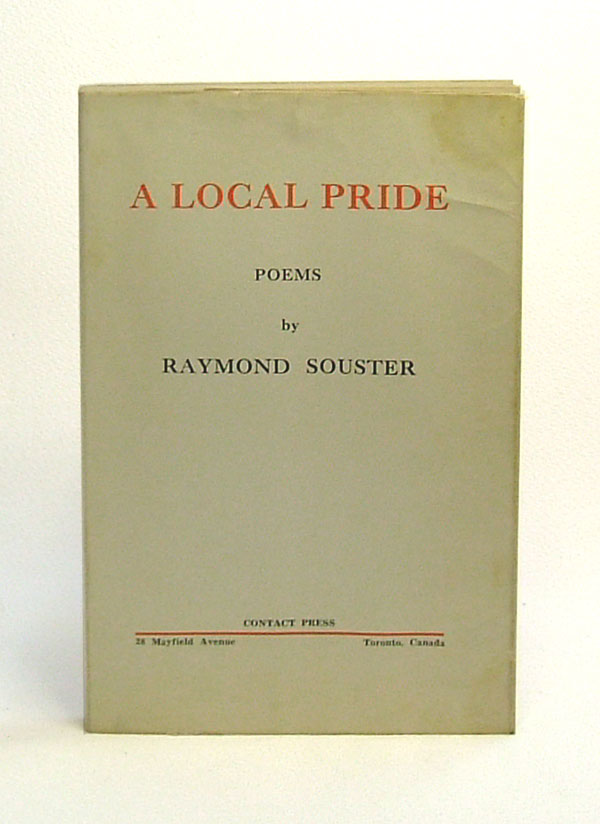 A LOCAL PRIDE
POEMS
by
RAYMOND SOUSTER
CONTACT PRESS
28 Mayfield Avenue Toronto, Canada